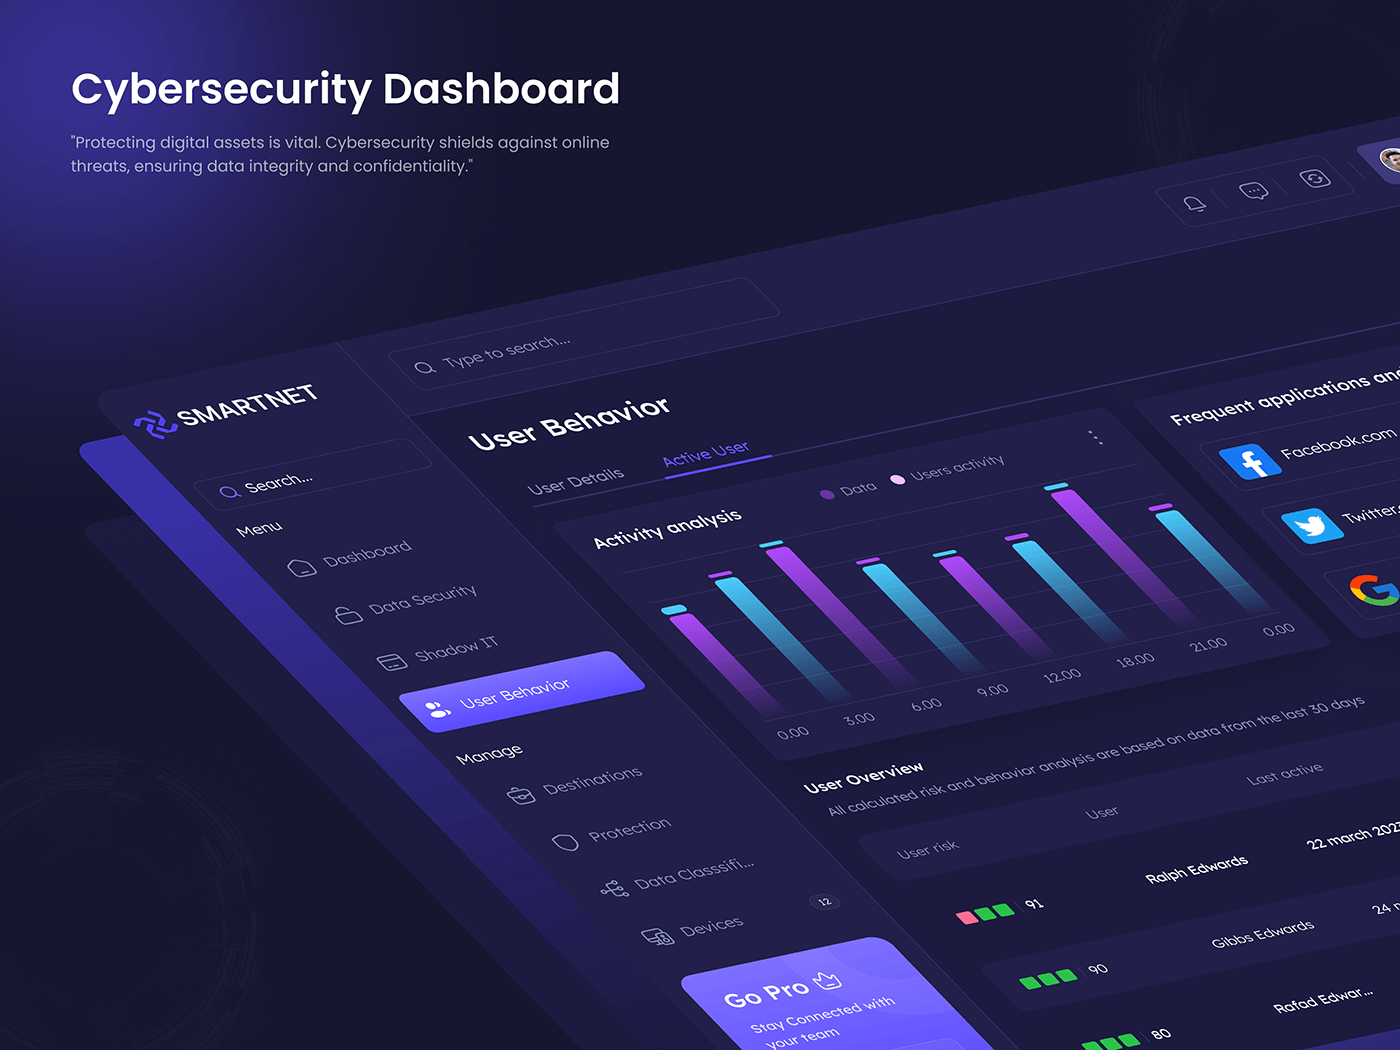 Cybersecurity Dashboard
"Protecting digital assets is vital. Cybersecurity shields against online
threats, ensuring data integrity and confidentiality."
SMARTNET
Search...
Menu
Dashboard
Data Security
Shadow IT
User Behavior
Manage
Destinations
Protection
Data Classsifi...
Devices
12
Go Pro
Stay Connected with
your team
Type to search...
User Behavior
User Details
Active User
Activity analysis
Data
Users activity
0.00
3.00
6.00
9.00
12.00
18.00
21.00
0.00
Frequent applications an
Facebook.com
Twitter
User Overview
All calculated risk and behavior analysis are based on data from the last 30 days
User risk
User
Last active
91
Ralph Edwards
22 march 202
90
Gibbs Edwards
24
80
Rafad Edwar...